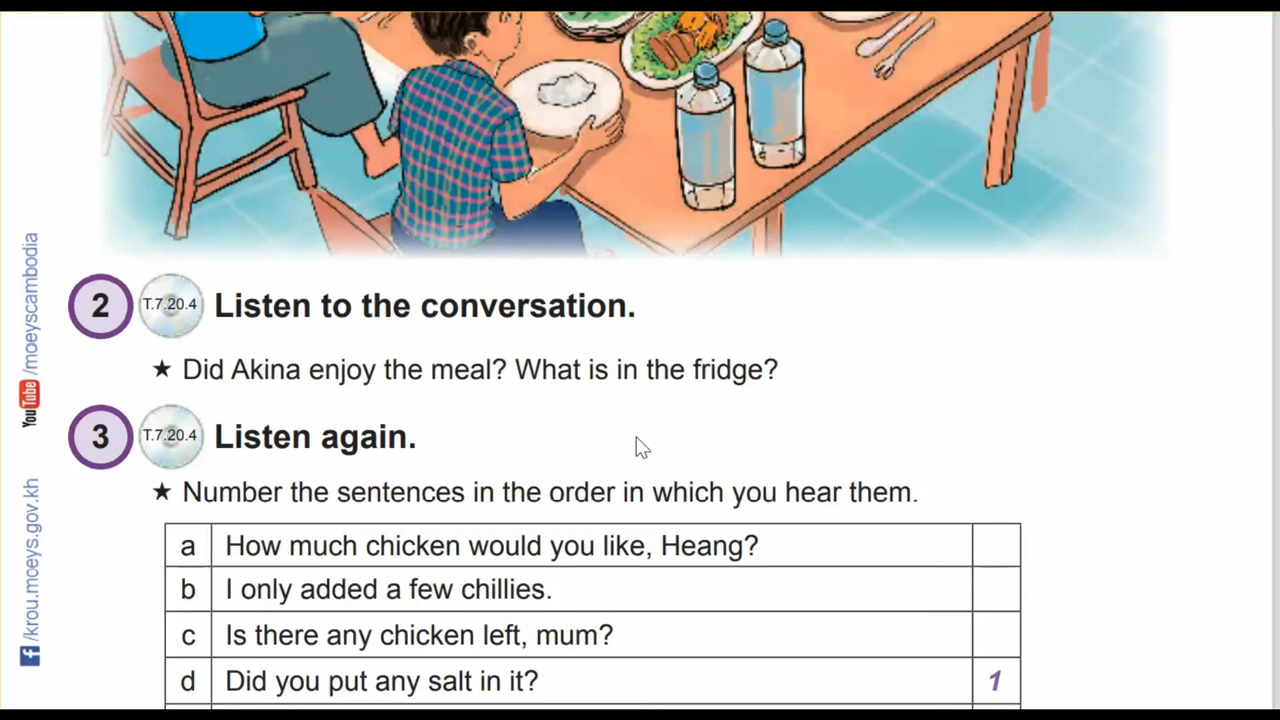 2 T.7.20.4 Listen to the conversation.
★ Did Akina enjoy the meal? What is in the fridge?
3 T.7.20.4 Listen again.
★ Number the sentences in the order in which you hear them.
a How much chicken would you like, Heang?
b I only added a few chillies.
c Is there any chicken left, mum?
d Did you put any salt in it? 1
YouTube /moeyscambodia
f /krou.moeys.gov.kh